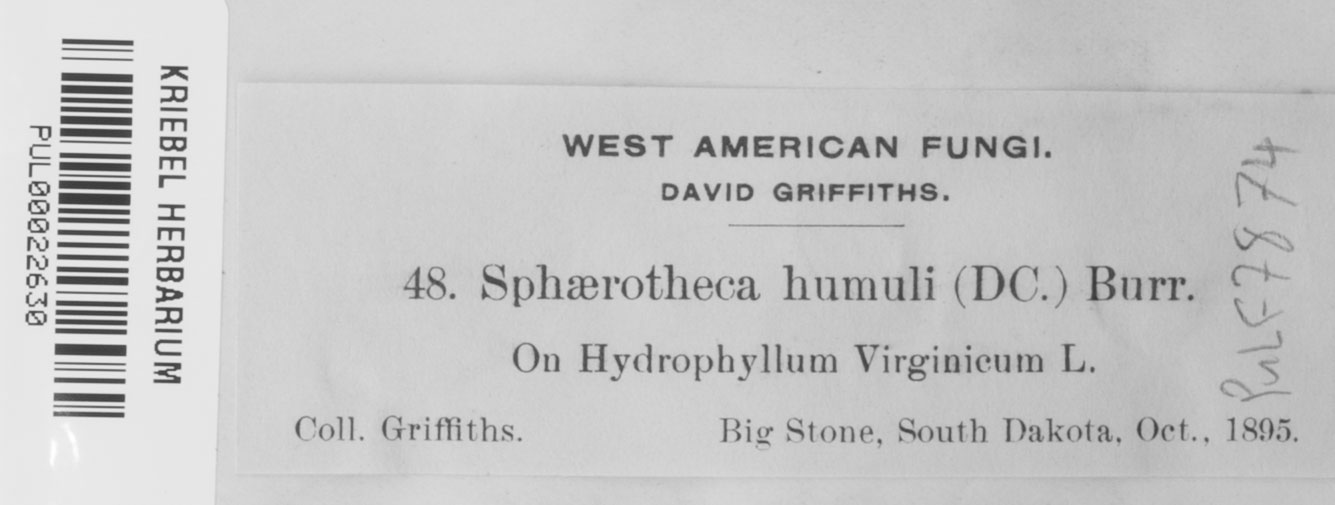 KRIEBEL HERBARIUM
PUL00022630
WEST AMERICAN FUNGI.
DAVID GRIFFITHS.
48. Sphærotheca humuli (DC.) Burr.
On Hydrophyllum Virginicum L.
Coll. Griffiths. Big Stone, South Dakota, Oct., 1895.
PulF7874